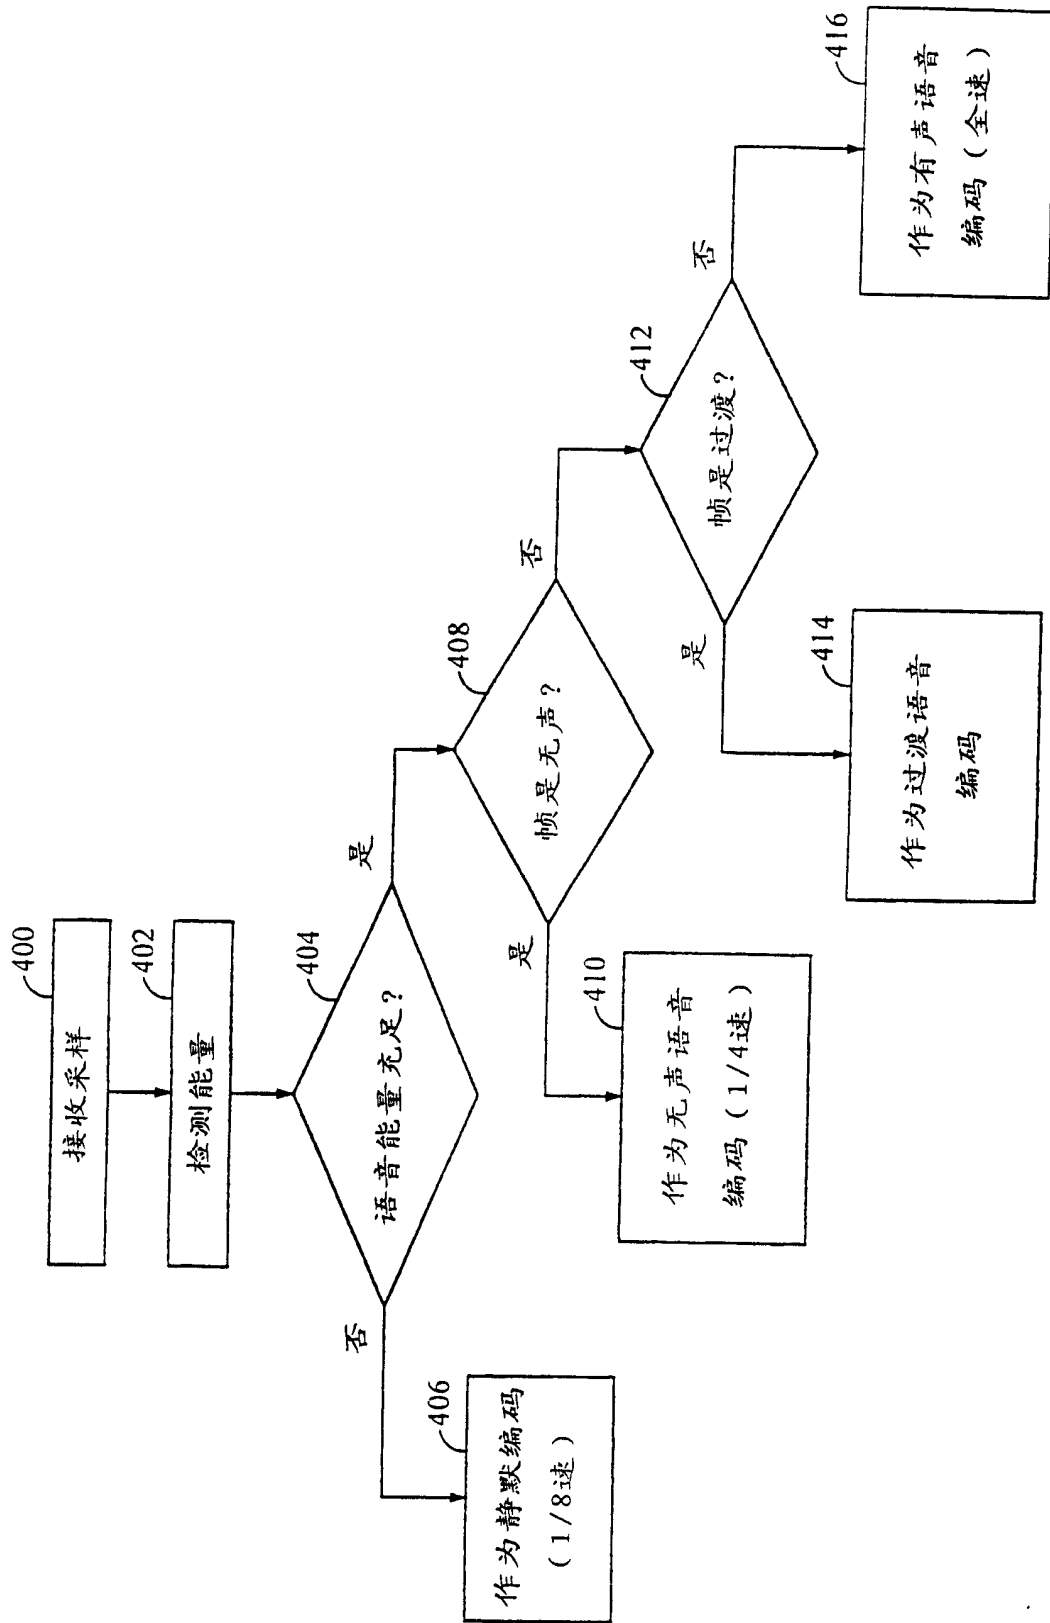 400
接收采样
402
检测能量
404
语音能量充足?
否
是
406
作为静默编码
(1/8速)
408
帧是无声?
是
否
410
作为无声语音
编码(1/4速)
412
帧是过渡?
是
否
414
作为过渡语音
编码
416
作为有声语音
编码(全速)